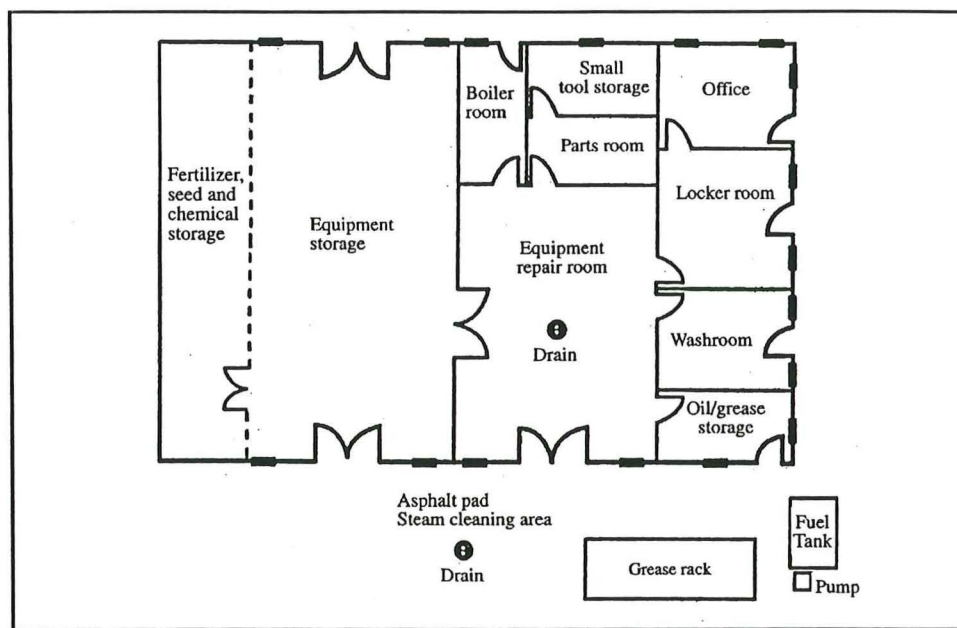 Small
tool storage
Office
Boiler
room
Parts room
Fertilizer,
seed and
chemical
storage
Equipment
storage
Equipment
repair room
Locker room
Drain
Washroom
Oil/grease
storage
Asphalt pad
Steam cleaning area
Drain
Grease rack
Fuel
Tank
Pump